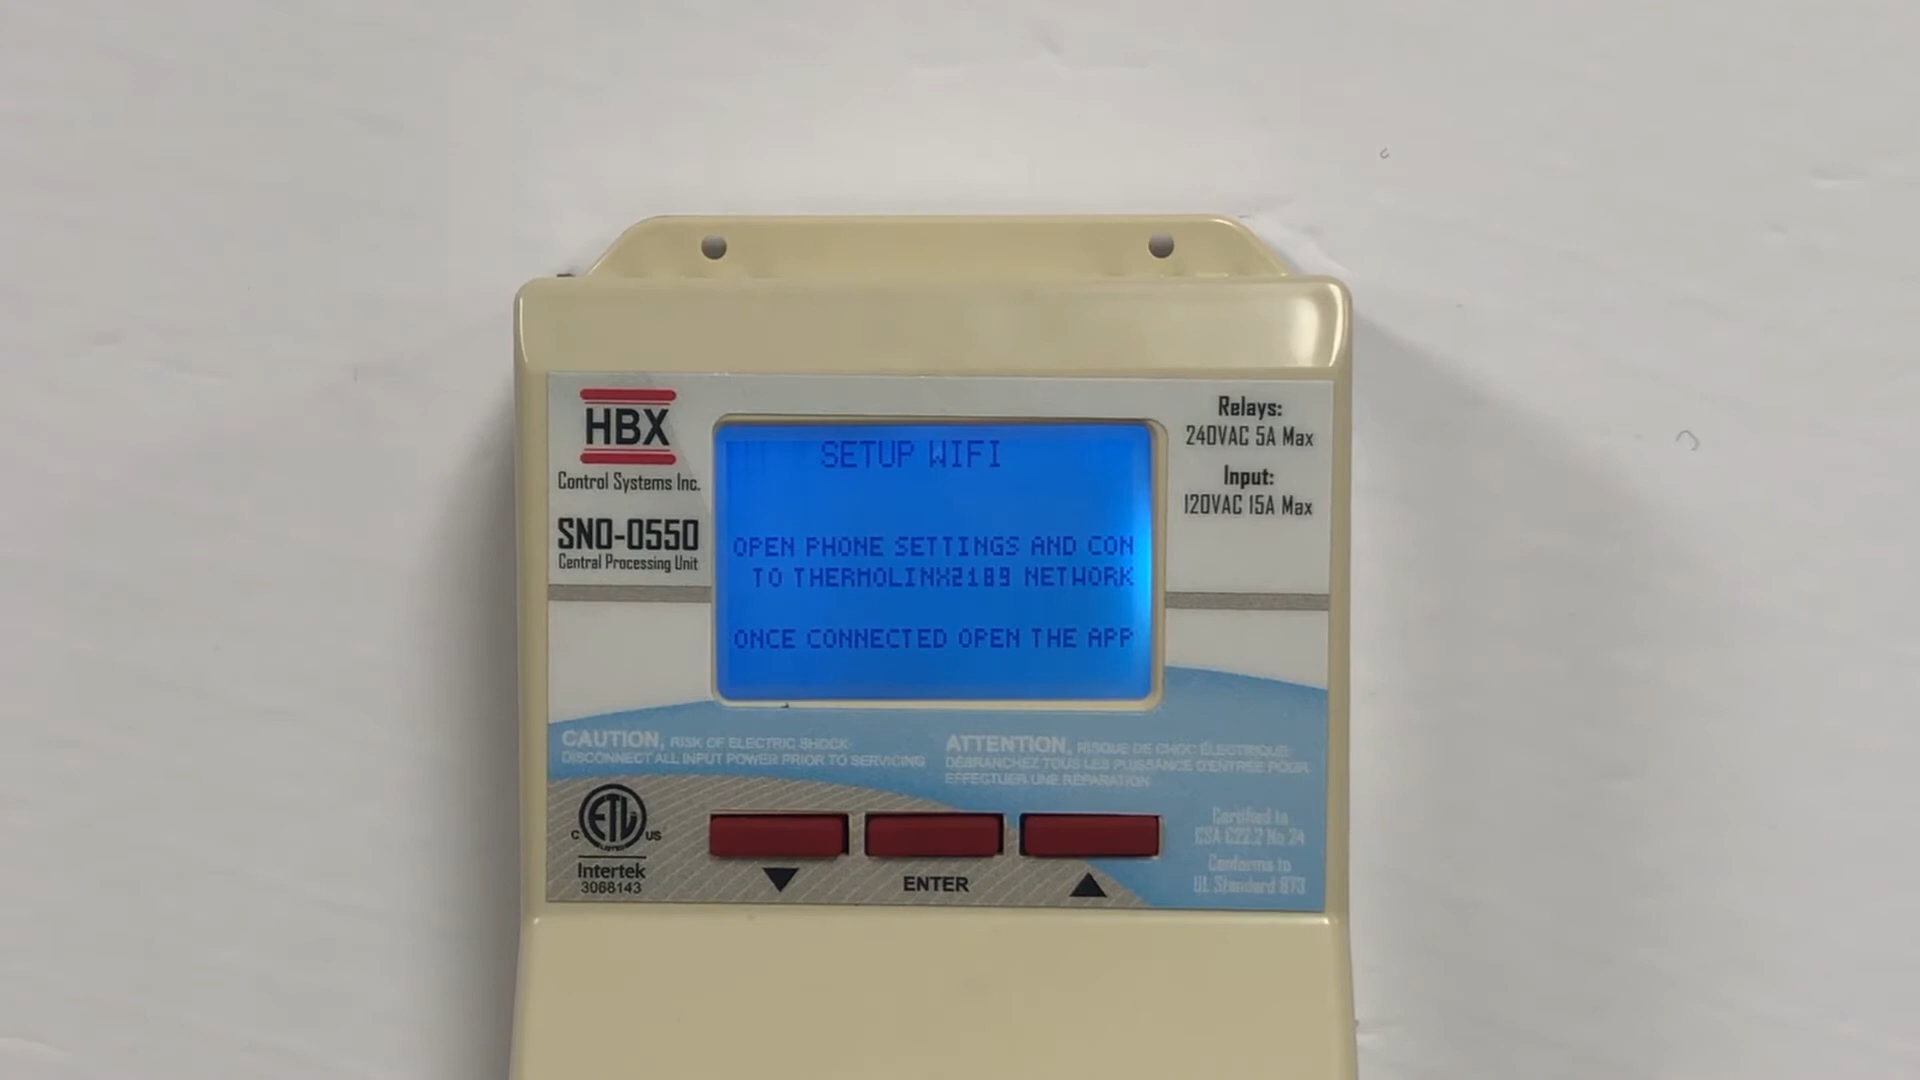 HBX
Control Systems Inc.
SNO-0550
Central Processing Unit
SETUP WIFI
OPEN PHONE SETTINGS AND CON
TO THERMOLINX2189 NETWORK
ONCE CONNECTED OPEN THE APP
Relays:
240VAC 5A Max
Input:
120VAC 15A Max
CAUTION, RISK OF ELECTRIC SHOCK
DISCONNECT ALL INPUT POWER PRIOR TO SERVICING
ATTENTION, RISQUE DE CHOC ÉLECTRIQUE
DÉBRANCHEZ TOUS LES PUISSANCE D'ENTRÉE POUR
EFFECTUER UNE RÉPARATION
C ETL US
LISTED
Intertek
3068143
ENTER
Certified to
CSA C22.2 No 24
Conforms to
UL Standard 873